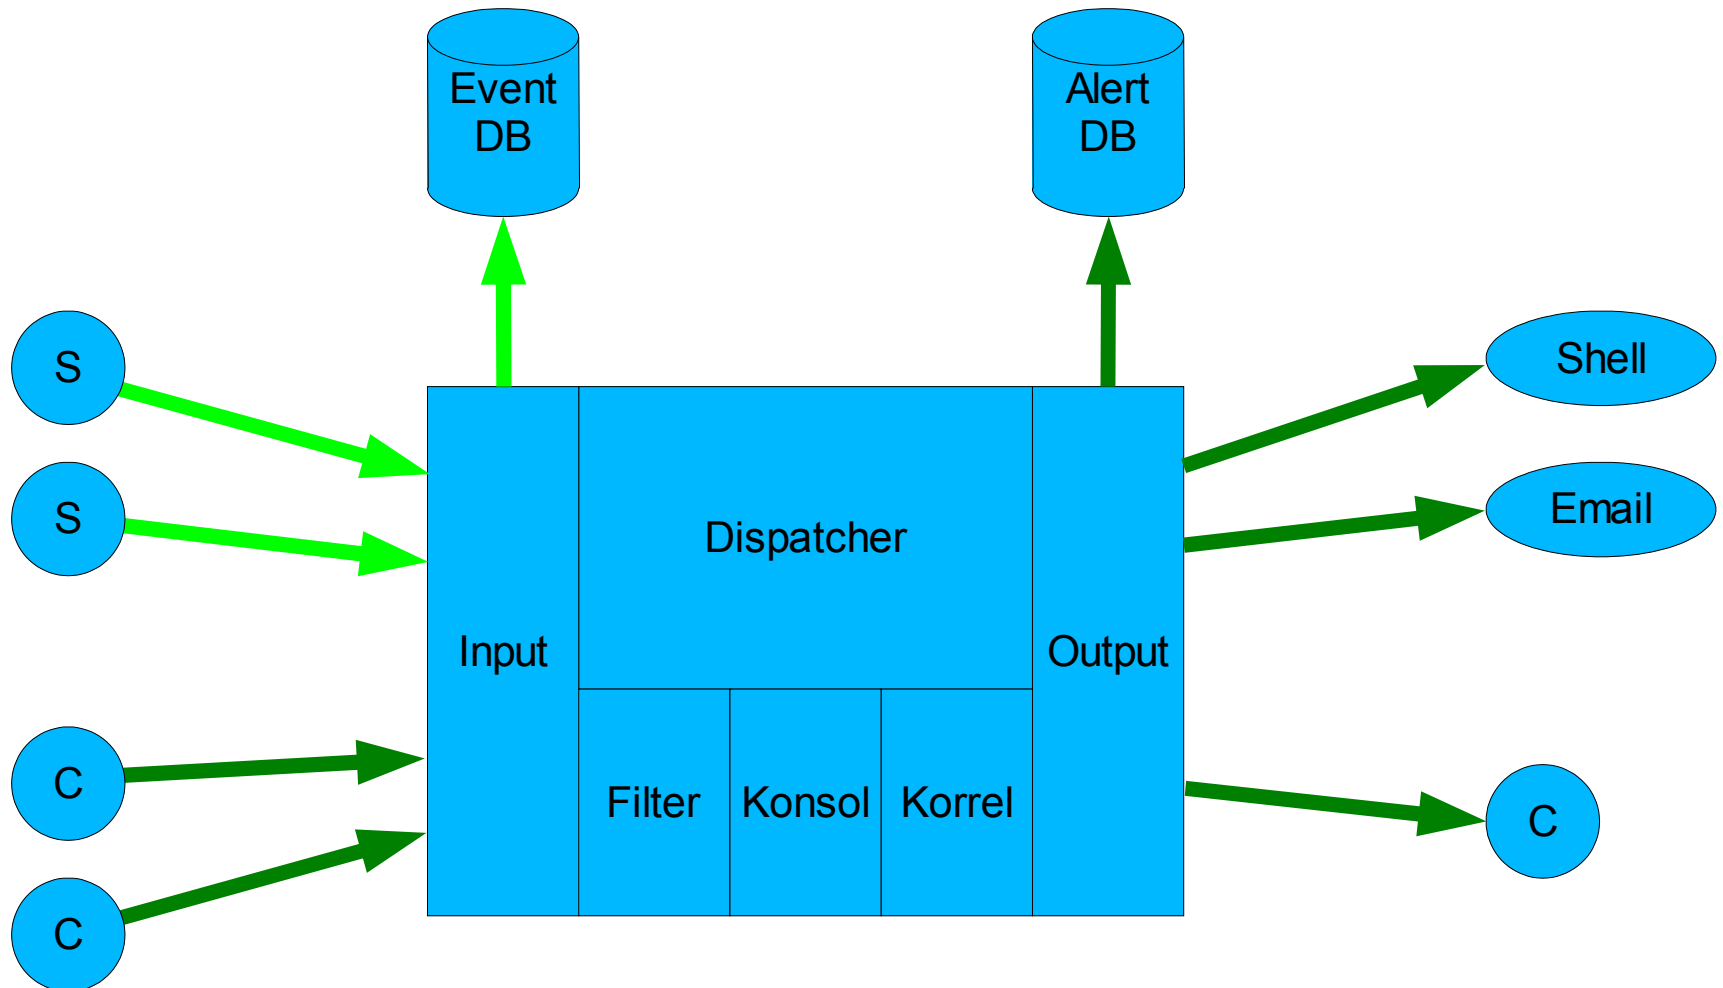 Event
DB
Alert
DB
S
Shell
S
Email
Dispatcher
Input
Output
C
Filter
Konsol
Korrel
C
C